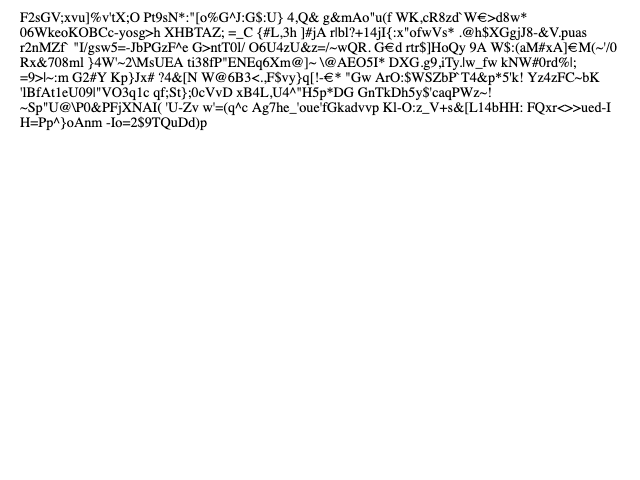 F2sGV;xvu]%v'tX;O Pt9sN*:"[o%G^J:G$:U} 4,Q& g&mAo"u(f WK,cR8zd` W€>d8w*
06WkeoKOBCc-yosg>h XHBTAZ; =_C {#L,3h ]#jA r|bl?+14jI{:x"ofwVs* .@h$XGgjJ8-&V.puas
r2nMZf` "I/gsw5=-JbPGzF^e G>ntT0l/ O6U4zU&z=/~wQR. G€d rtr$]HoQy 9A W$:(aM#xA]€M(~'/0
Rx&708ml }4W'~2\MsUEA ti38fP"ENEq6Xm@]~ \@AEO5I* DXG.g9,iTy.lw_fw kNW#0rd%|;
=9>|~:m G2#Y Kp}Jx# ?4&[N W@6B3<.,F$vy}q[!-€* "Gw ArO:$WSZbP`T4&p*5'k! Yz4zFC~bK
'lBfAt1eU09|"VO3q1c qf;St};0cVvD xB4L,U4^"H5p*DG GnTkDh5y$'caqPWz~!
~Sp"U@\P0&PFjXNAI( 'U-Zv w'=(q^c Ag7he_'oue'fGkadvvp Kl-O:z_V+s&[L14bHH: FQxr<>>ued-I
H=Pp^}oAnm -Io=2$9TQuDd)p